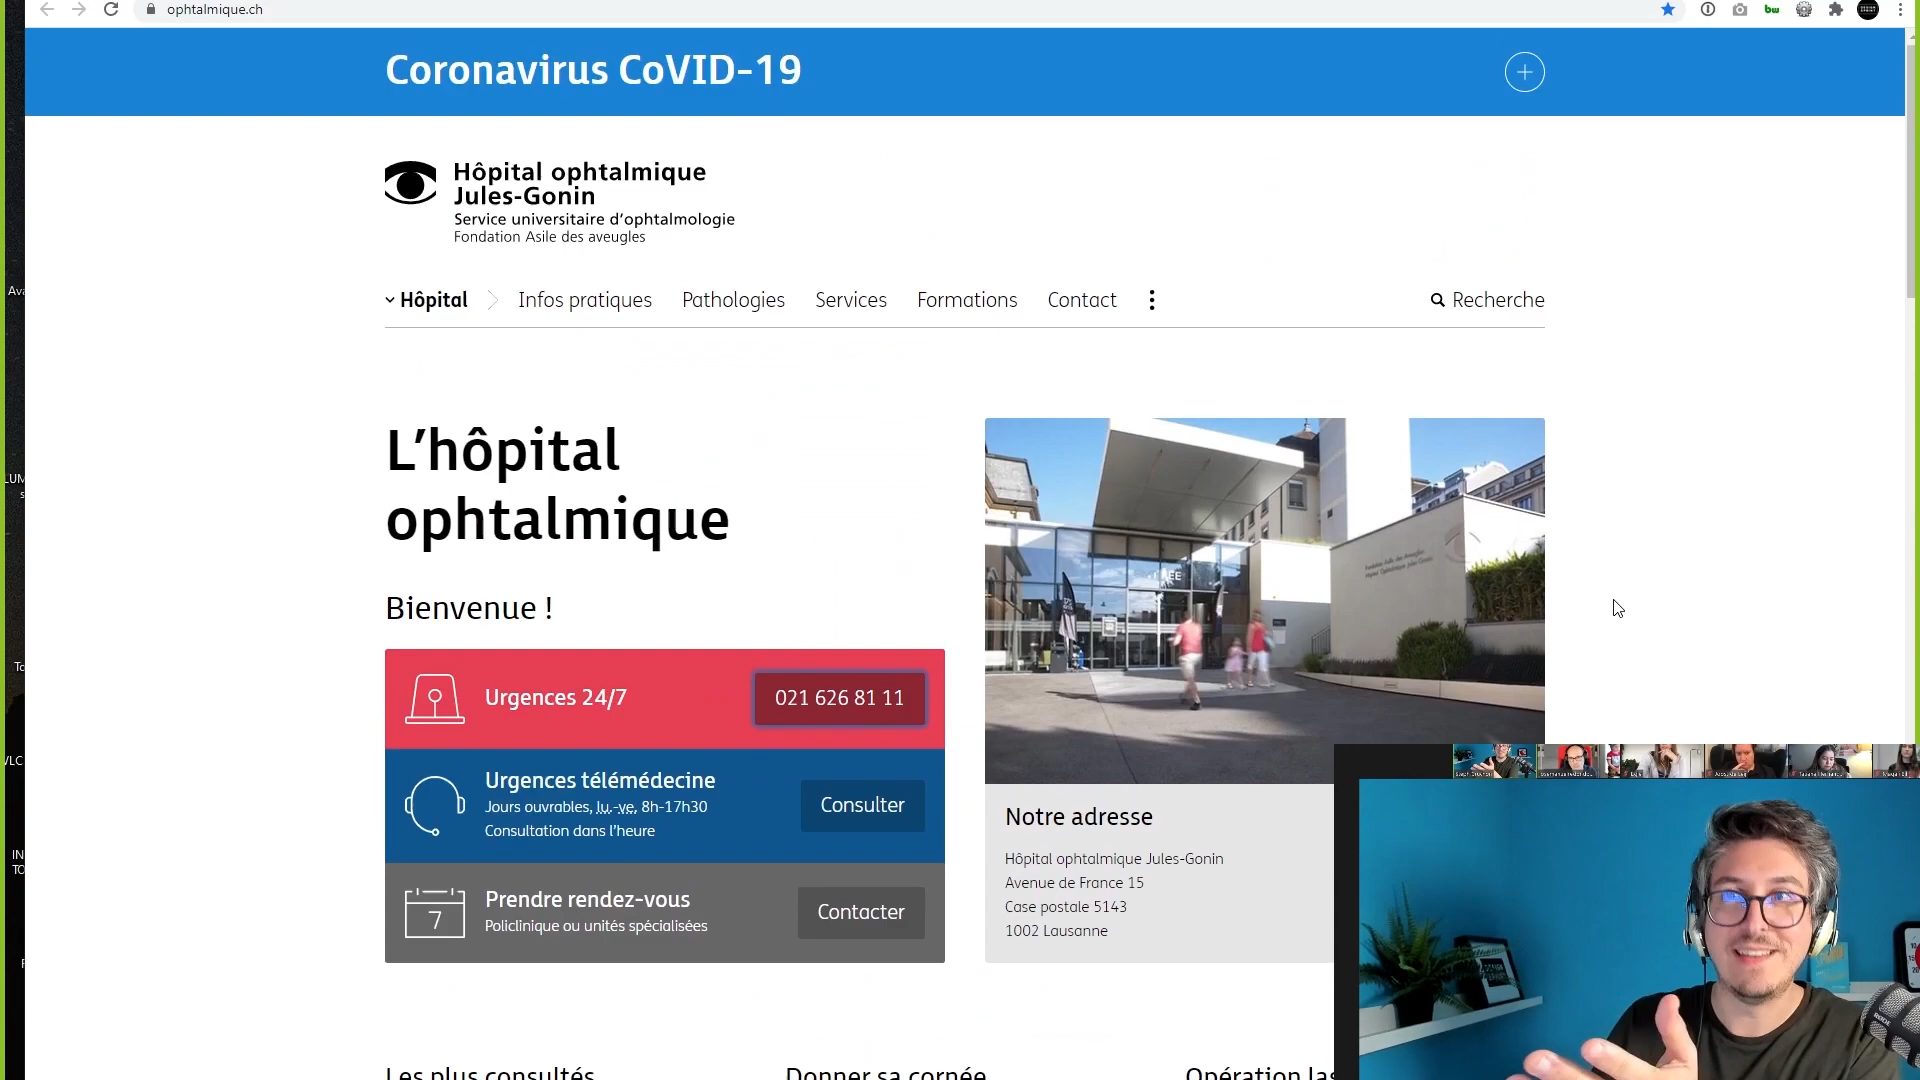 ophtalmique.ch
Coronavirus CoVID-19
Hôpital ophtalmique
Jules-Gonin
Service universitaire d'ophtalmologie
Fondation Asile des aveugles
Hôpital
Infos pratiques
Pathologies
Services
Formations
Contact
Recherche
L'hôpital
ophtalmique
Bienvenue !
Urgences 24/7
021 626 81 11
Urgences télémédecine
Jours ouvrables, lu.-ve, 8h-17h30
Consultation dans l'heure
Consulter
Prendre rendez-vous
Policlinique ou unités spécialisées
Contacter
7
Notre adresse
Hôpital ophtalmique Jules-Gonin
Avenue de France 15
Case postale 5143
1002 Lausanne
Les plus consultés
Donner sa cornée
Opération las